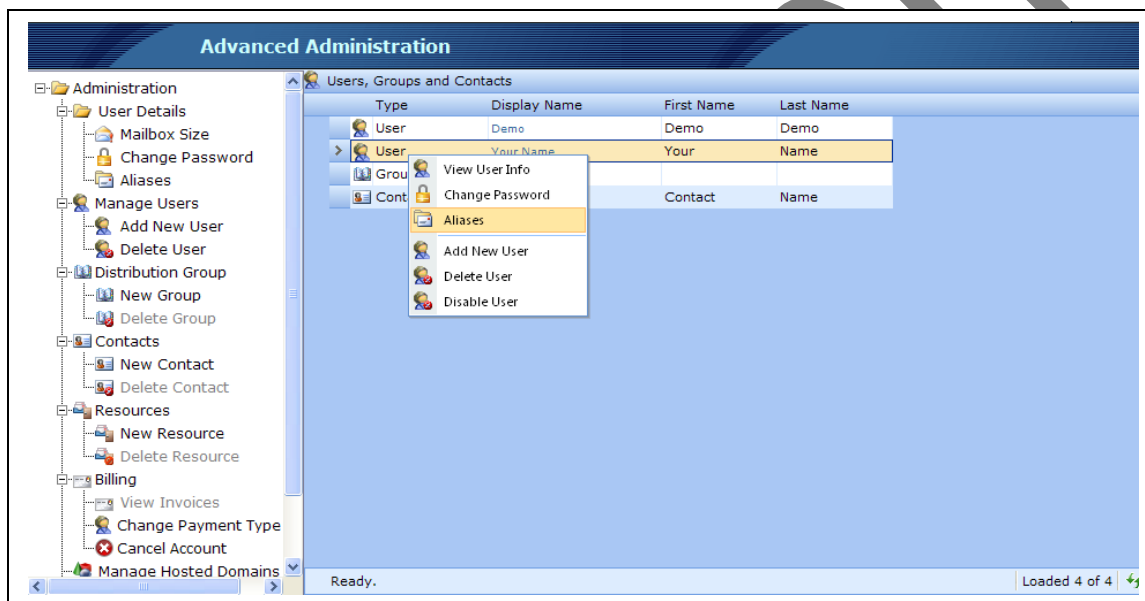 Advanced Administration
Administration
User Details
Mailbox Size
Change Password
Aliases
Manage Users
Add New User
Delete User
Distribution Group
New Group
Delete Group
Contacts
New Contact
Delete Contact
Resources
New Resource
Delete Resource
Billing
View Invoices
Change Payment Type
Cancel Account
Manage Hosted Domains
Users, Groups and Contacts
Type Display Name First Name Last Name
User Demo Demo Demo
User Your Name Your Name
Grou
Cont Contact Name
View User Info
Change Password
Aliases
Add New User
Delete User
Disable User
Ready. Loaded 4 of 4